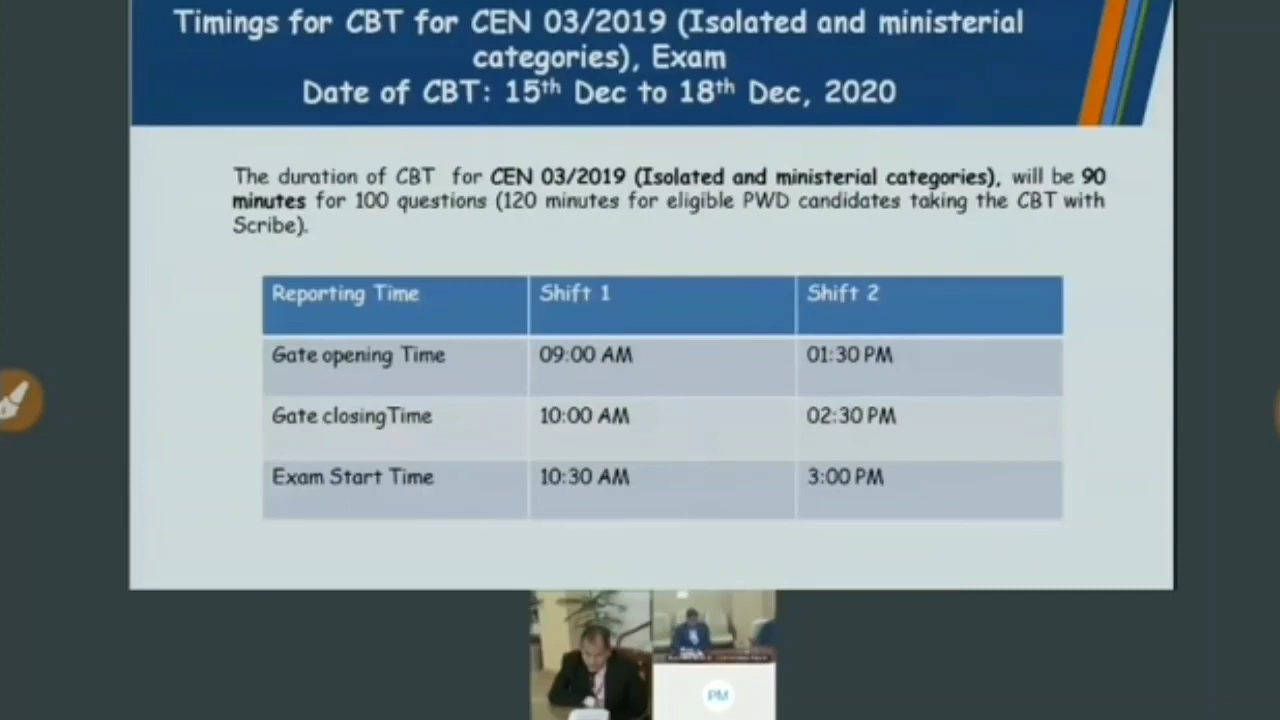 Timings for CBT for CEN 03/2019 (Isolated and ministerial
categories), Exam
Date of CBT: 15th Dec to 18th Dec, 2020
The duration of CBT for CEN 03/2019 (Isolated and ministerial categories), will be 90
minutes for 100 questions (120 minutes for eligible PWD candidates taking the CBT with
Scribe).
Reporting Time Shift 1 Shift 2
Gate opening Time 09:00 AM 01:30 PM
Gate closingTime 10:00 AM 02:30 PM
Exam Start Time 10:30 AM 3:00 PM
PM